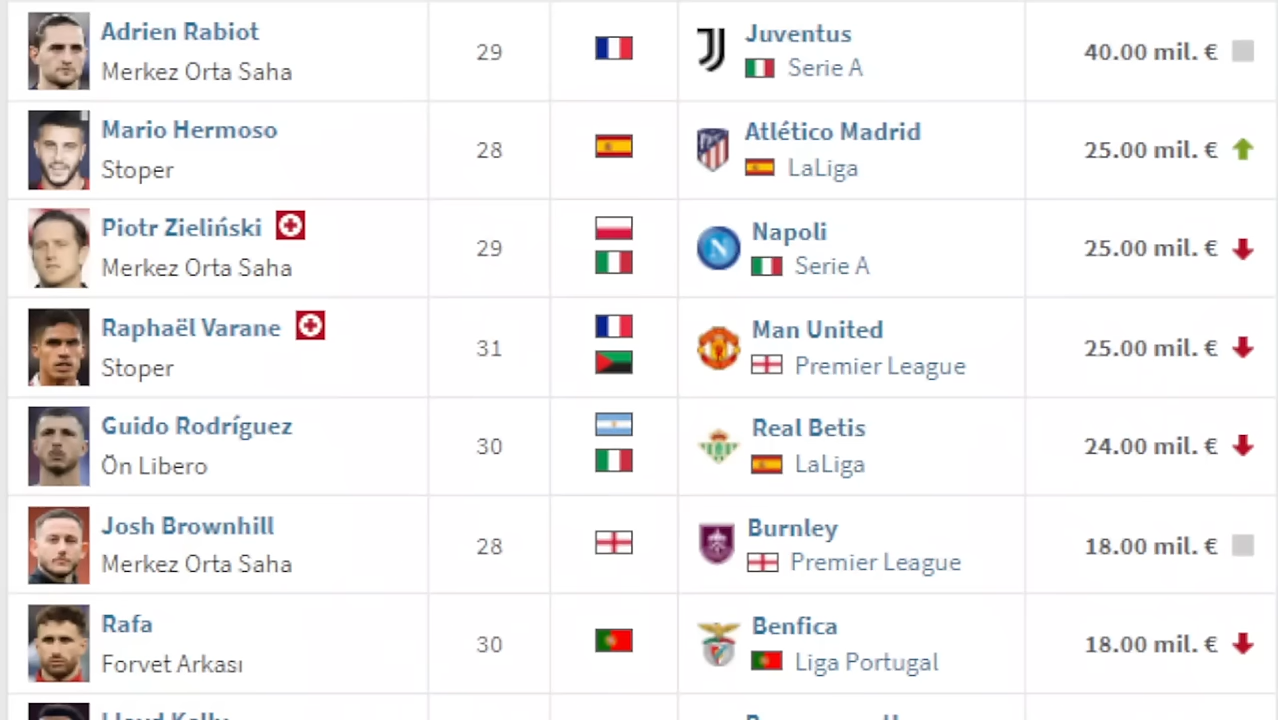 Adrien Rabiot
Merkez Orta Saha
29
Juventus
Serie A
40.00 mil. €
Mario Hermoso
Stoper
28
Atlético Madrid
LaLiga
25.00 mil. €
Piotr Zieliński
Merkez Orta Saha
29
Napoli
Serie A
25.00 mil. €
Raphaël Varane
Stoper
31
Man United
Premier League
25.00 mil. €
Guido Rodríguez
Ön Libero
30
Real Betis
LaLiga
24.00 mil. €
Josh Brownhill
Merkez Orta Saha
28
Burnley
Premier League
18.00 mil. €
Rafa
Forvet Arkası
30
Benfica
Liga Portugal
18.00 mil. €